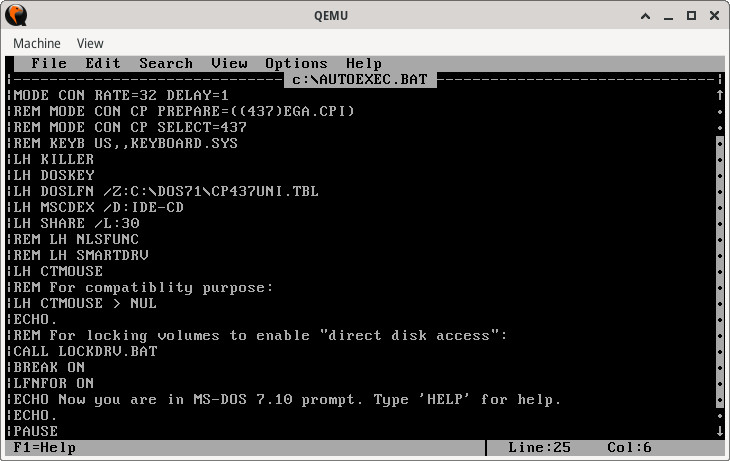 QEMU
Machine View
File Edit Search View Options Help
c:\AUTOEXEC.BAT
MODE CON RATE=32 DELAY=1
REM MODE CON CP PREPARE=((437)EGA.CPI)
REM MODE CON CP SELECT=437
REM KEYB US,,KEYBOARD.SYS
LH KILLER
LH DOSKEY
LH DOSLFN /Z:C:\DOS71\CP437UNI.TBL
LH MSCDEX /D:IDE-CD
LH SHARE /L:30
REM LH NLSFUNC
REM LH SMARTDRV
LH CTMOUSE
REM For compatiblity purpose:
LH CTMOUSE > NUL
ECHO.
REM For locking volumes to enable "direct disk access":
CALL LOCKDRV.BAT
BREAK ON
LFNFOR ON
ECHO Now you are in MS-DOS 7.10 prompt. Type 'HELP' for help.
ECHO.
PAUSE
F1=Help Line:25 Col:6